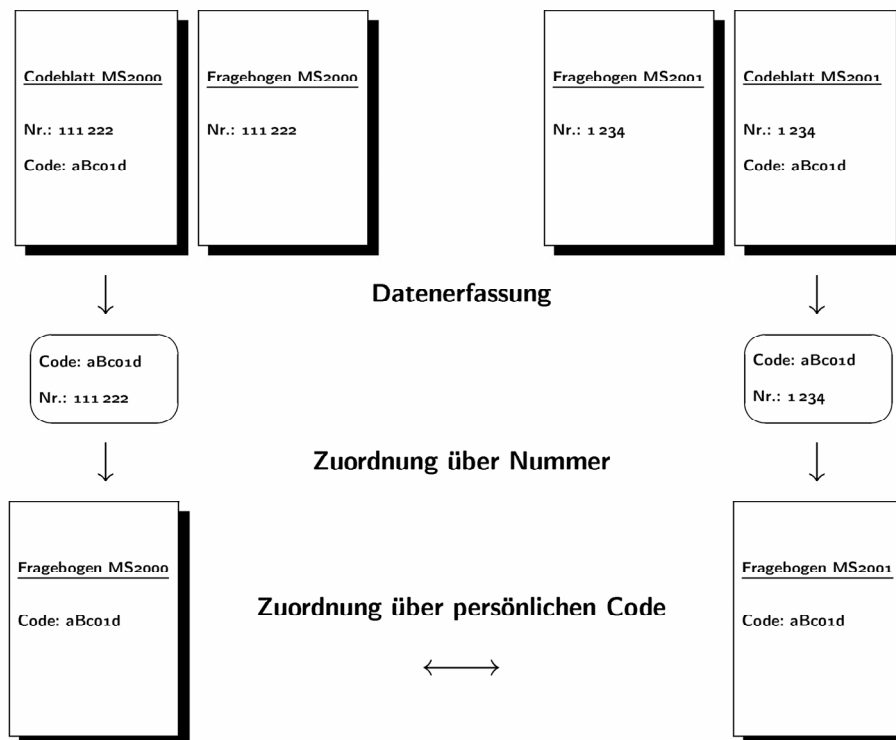 Codeblatt MS2000
Nr.: 111 222
Code: aBc01d
Fragebogen MS2000
Nr.: 111 222
Fragebogen MS2001
Nr.: 1 234
Codeblatt MS2001
Nr.: 1 234
Code: aBc01d
Datenerfassung
Code: aBc01d
Nr.: 111 222
Code: aBc01d
Nr.: 1 234
Zuordnung über Nummer
Fragebogen MS2000
Code: aBc01d
Zuordnung über persönlichen Code
Fragebogen MS2001
Code: aBc01d